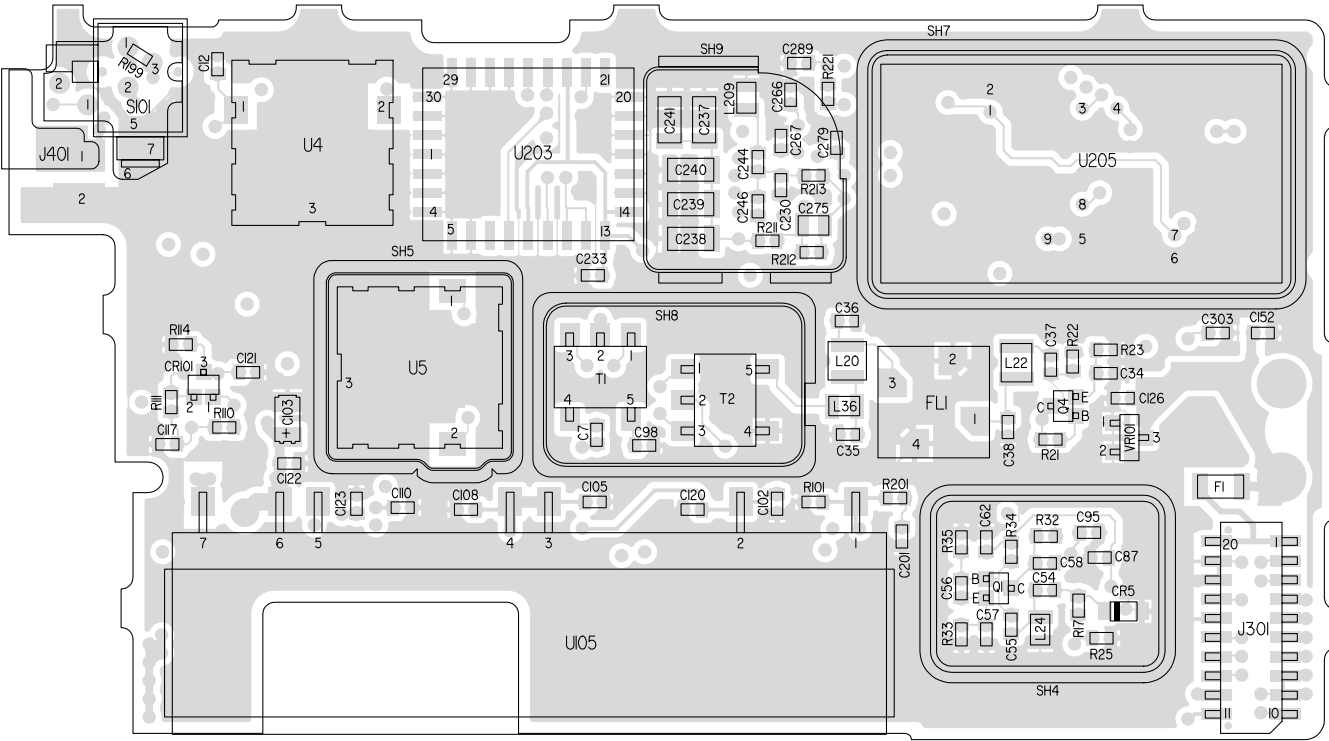 SH7
SH9
C289
R221
R199
1
3
2
2
1
S101
5
7
6
J401
1
2
C12
1
2
U4
3
29
21
30
20
1
U203
4
14
5
13
L209
C266
C241
C237
C267
C279
C244
C240
R213
C239
C246
C230
C275
R211
C238
R212
2
1
3
4
U205
8
9
5
7
6
C233
SH5
1
U5
3
2
SH8
3
2
1
T1
4
5
C7
C98
1
5
2
T2
3
4
C36
L20
L36
C35
3
2
FL1
1
4
L22
C37
R22
R23
C34
C126
C
Q4
E
B
C38
R21
1
VR101
3
2
C303
C152
R114
CR101
3
2
1
C121
R111
R110
C103
+
C117
C122
C123
C110
C108
C105
C120
C102
R101
R201
C201
7
6
5
4
3
2
1
U105
F1
R35
C62
R34
R32
C95
C58
C87
C56
B
Q1
C
E
C54
CR5
C57
R33
C55
L24
R17
R25
SH4
20
1
J301
11
10